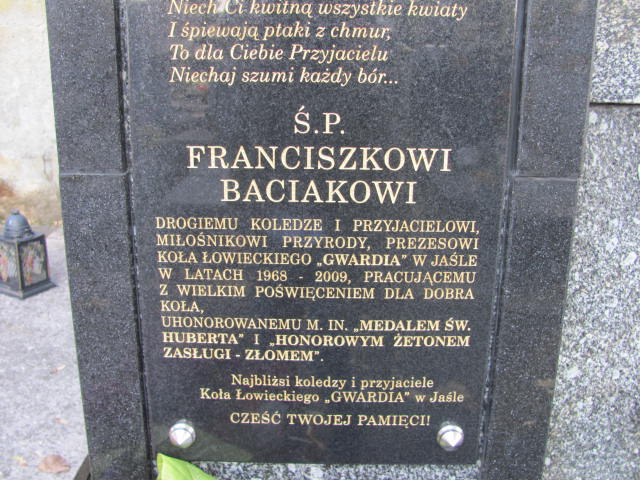 Niech Ci kwitną wszystkie kwiaty
I śpiewają ptaki z chmur,
To dla Ciebie Przyjacielu
Niechaj szumi każdy bór...
Ś.P.
FRANCISZKOWI
BACIAKOWI
DROGIEMU KOLEDZE I PRZYJACIELOWI,
MIŁOŚNIKOWI PRZYRODY, PREZESOWI
KOŁA ŁOWIECKIEGO „GWARDIA" W JAŚLE
W LATACH 1968 - 2009, PRACUJĄCEMU
Z WIELKIM POŚWIĘCENIEM DLA DOBRA
KOŁA,
UHONOROWANEMU M. IN. „MEDALEM ŚW.
HUBERTA" I „HONOROWYM ŻETONEM
ZASŁUGI - ZŁOMEM".
Najbliżsi koledzy i przyjaciele
Koła Łowieckiego „GWARDIA" w Jaśle
CZEŚĆ TWOJEJ PAMIĘCI!